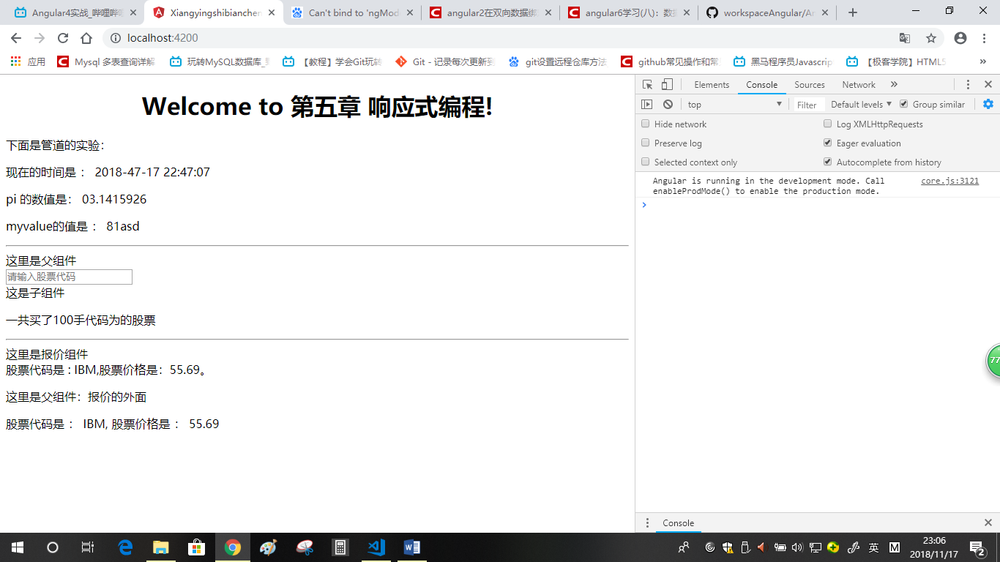 Angular4实战_哔哩哔哩
Xiangyingshibianchen
Can't bind to 'ngMod
angular2在双向数据绑
angular6学习(八)：数据
workspaceAngular/An
localhost:4200
应用
Mysql 多表查询详解
玩转MySQL数据库_
【教程】学会Git玩转
Git - 记录每次更新到
git设置远程仓库方法
github常见操作和常
黑马程序员Javascrip
【极客学院】HTML5
»
Welcome to 第五章 响应式编程!
下面是管道的实验：
现在的时间是 ： 2018-47-17 22:47:07
pi 的数值是： 03.1415926
myvalue的值是 ： 81asd
这里是父组件
请输入股票代码
这是子组件
一共买了100手代码为的股票
这里是报价组件
股票代码是 : IBM,股票价格是：55.69。
这里是父组件：报价的外面
股票代码是 ： IBM, 股票价格是 ： 55.69
Elements
Console
Sources
Network
»
top
Filter
Default levels
Group similar
Hide network
Log XMLHttpRequests
Preserve log
Eager evaluation
Selected context only
Autocomplete from history
Angular is running in the development mode. Call
core.js:3121
enableProdMode() to enable the production mode.
77
Console
英
M
23:06
2018/11/17
2